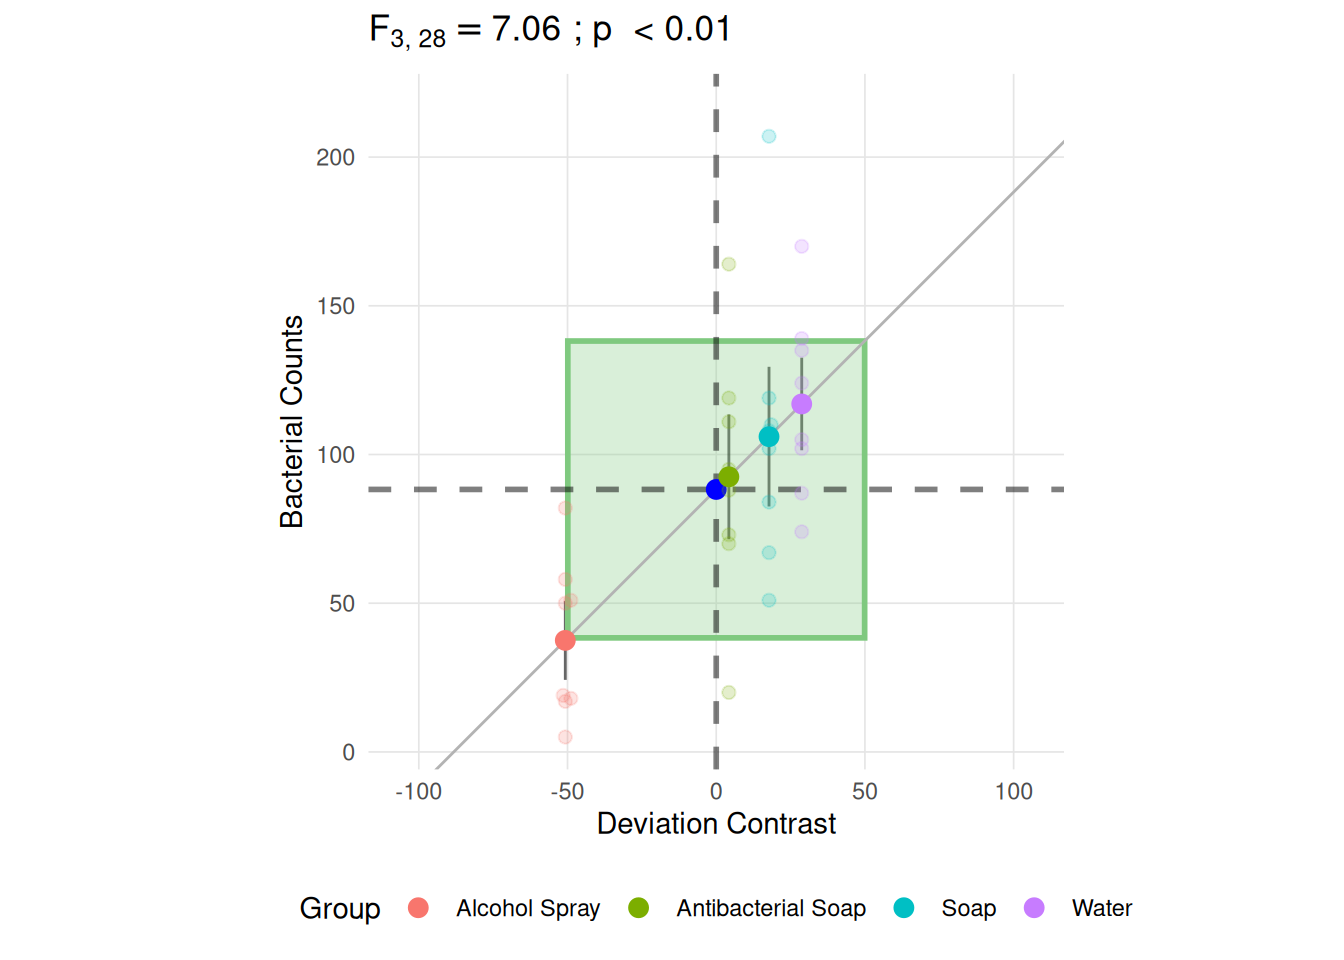 F3, 28 = 7.06 ; p < 0.01
Bacterial Counts
200
150
100
50
0
-100 -50 0 50 100
Deviation Contrast
Group Alcohol Spray Antibacterial Soap Soap Water